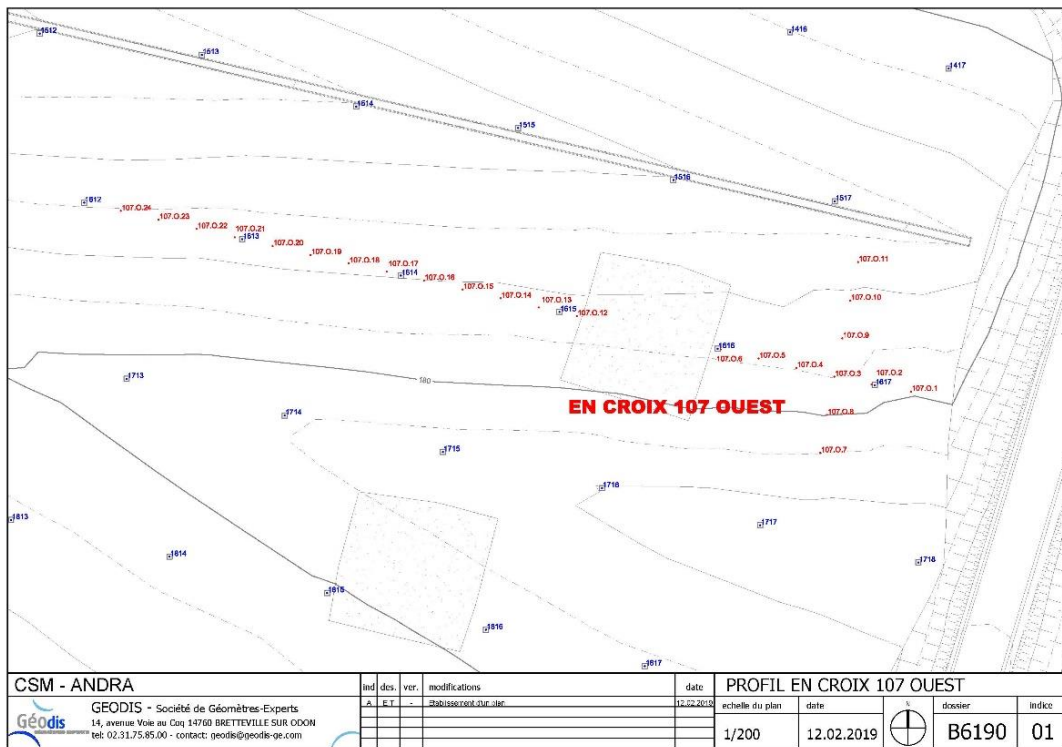 1512
1513
1416
1417
1614
1515
1516
1517
1612
107.O.24
107.O.23
107.O.22
107.O.21
1613
107.O.20
107.O.19
107.O.18
107.O.17
1614
107.O.16
107.O.15
107.O.14
107.O.13
1615
107.O.12
107.O.11
107.O.10
107.O.9
1616
107.O.6
107.O.5
107.O.4
107.O.3
107.O.2
1617
107.O.1
180
1713
EN CROIX 107 OUEST
107.O.8
1714
1715
107.O.7
1716
1717
1718
1813
1814
1815
1816
1817
CSM - ANDRA
GEODIS - Société de Géomètres-Experts
14, avenue Voie au Coq 14760 BRETTEVILLE SUR ODON
tel: 02.31.75.85.00 - contact: geodis@geodis-ge.com
Géodis
ind des. ver. modifications date
A E T - Etablissement d'un plan 12.02.2019
PROFIL EN CROIX 107 OUEST
echelle du plan date dossier indice
N
1/200 12.02.2019 B6190 01